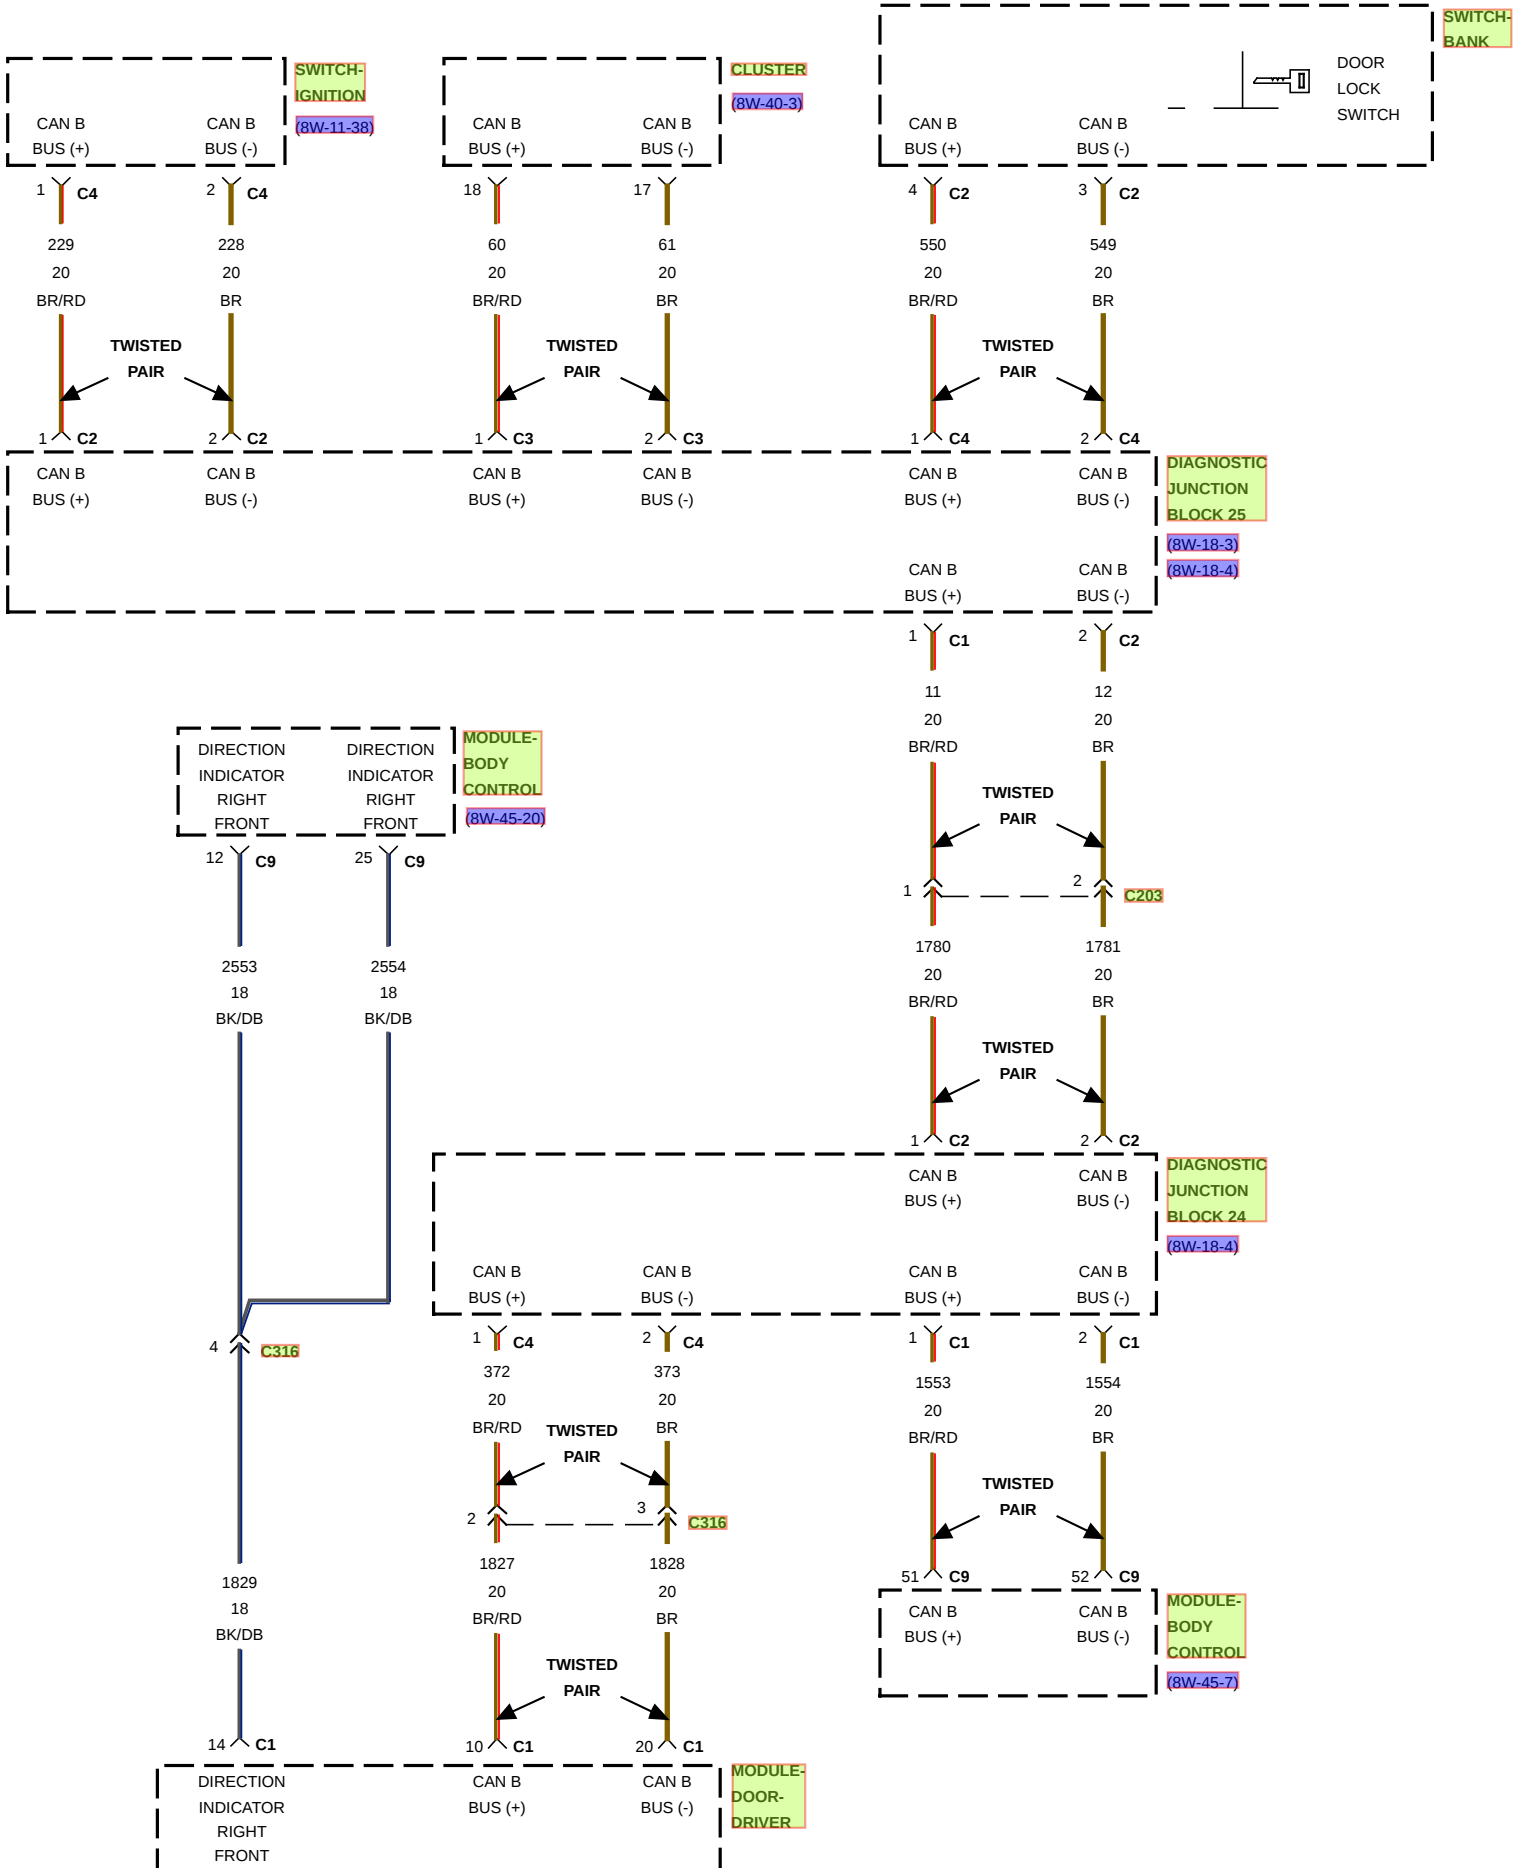 SWITCH-
BANK
DOOR
LOCK
SWITCH
SWITCH-
IGNITION
(8W-11-38)
CLUSTER
(8W-40-3)
CAN B CAN B CAN B CAN B CAN B CAN B
BUS (+) BUS (-) BUS (+) BUS (-) BUS (+) BUS (-)
1 C4 2 C4 18 17 4 C2 3 C2
229 228 60 61 550 549
20 20 20 20 20 20
BR/RD BR BR/RD BR BR/RD BR
TWISTED TWISTED TWISTED
PAIR PAIR PAIR
1 C2 2 C2 1 C3 2 C3 1 C4 2 C4
CAN B CAN B CAN B CAN B CAN B CAN B
BUS (+) BUS (-) BUS (+) BUS (-) BUS (+) BUS (-)
DIAGNOSTIC
JUNCTION
BLOCK 25
(8W-18-3)
(8W-18-4)
CAN B CAN B
BUS (+) BUS (-)
1 C1 2 C2
11 12
20 20
BR/RD BR
TWISTED
PAIR
1 2 C203
1780 1781
20 20
BR/RD BR
TWISTED
PAIR
1 C2 2 C2
MODULE-
BODY
CONTROL
(8W-45-20)
DIRECTION DIRECTION
INDICATOR INDICATOR
RIGHT RIGHT
FRONT FRONT
12 C9 25 C9
2553 2554
18 18
BK/DB BK/DB
4 C316
1829
18
BK/DB
14 C1
DIAGNOSTIC
JUNCTION
BLOCK 24
(8W-18-4)
CAN B CAN B
BUS (+) BUS (-)
CAN B CAN B CAN B CAN B
BUS (+) BUS (-) BUS (+) BUS (-)
1 C4 2 C4 1 C1 2 C1
372 373 1553 1554
20 20 20 20
BR/RD BR BR/RD BR
TWISTED TWISTED
PAIR PAIR
2 3 C316
1827 1828
20 20
BR/RD BR
TWISTED
PAIR
10 C1 20 C1
51 C9 52 C9
CAN B CAN B
BUS (+) BUS (-)
MODULE-
BODY
CONTROL
(8W-45-7)
MODULE-
DOOR-
DRIVER
DIRECTION CAN B CAN B
INDICATOR BUS (+) BUS (-)
RIGHT
FRONT